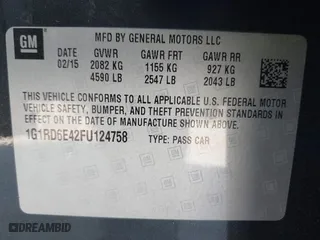 GM
MFD BY GENERAL MOTORS LLC
DATE GVWR GAWR FRT GAWR RR
02/15 2082 KG 1155 KG 927 KG
4590 LB 2547 LB 2043 LB
THIS VEHICLE CONFORMS TO ALL APPLICABLE U.S. FEDERAL MOTOR
VEHICLE SAFETY, BUMPER, AND THEFT PREVENTION STANDARDS
IN EFFECT ON THE DATE OF MANUFACTURE SHOWN ABOVE.
1G1RD6E42FU124758 TYPE: PASS CAR